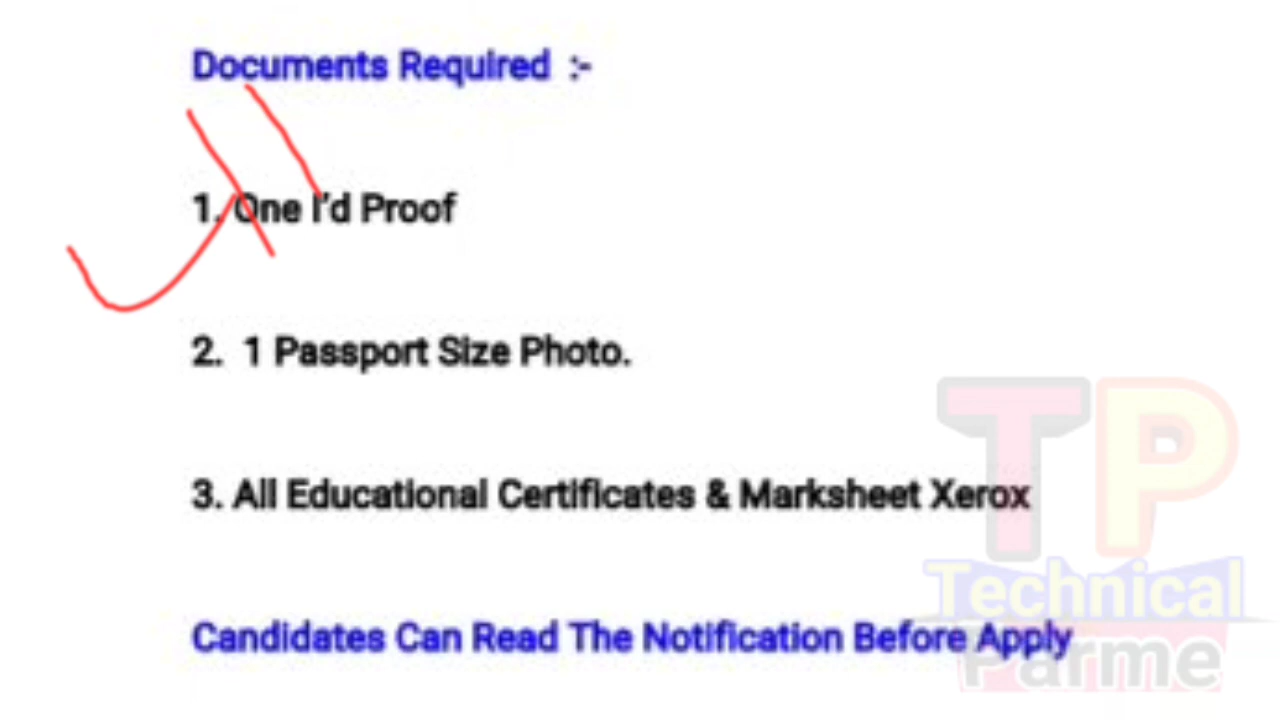 Documents Required :-
1. One I'd Proof
2. 1 Passport Size Photo.
3. All Educational Certificates & Marksheet Xerox
Candidates Can Read The Notification Before Apply
TP
Technical
Parme